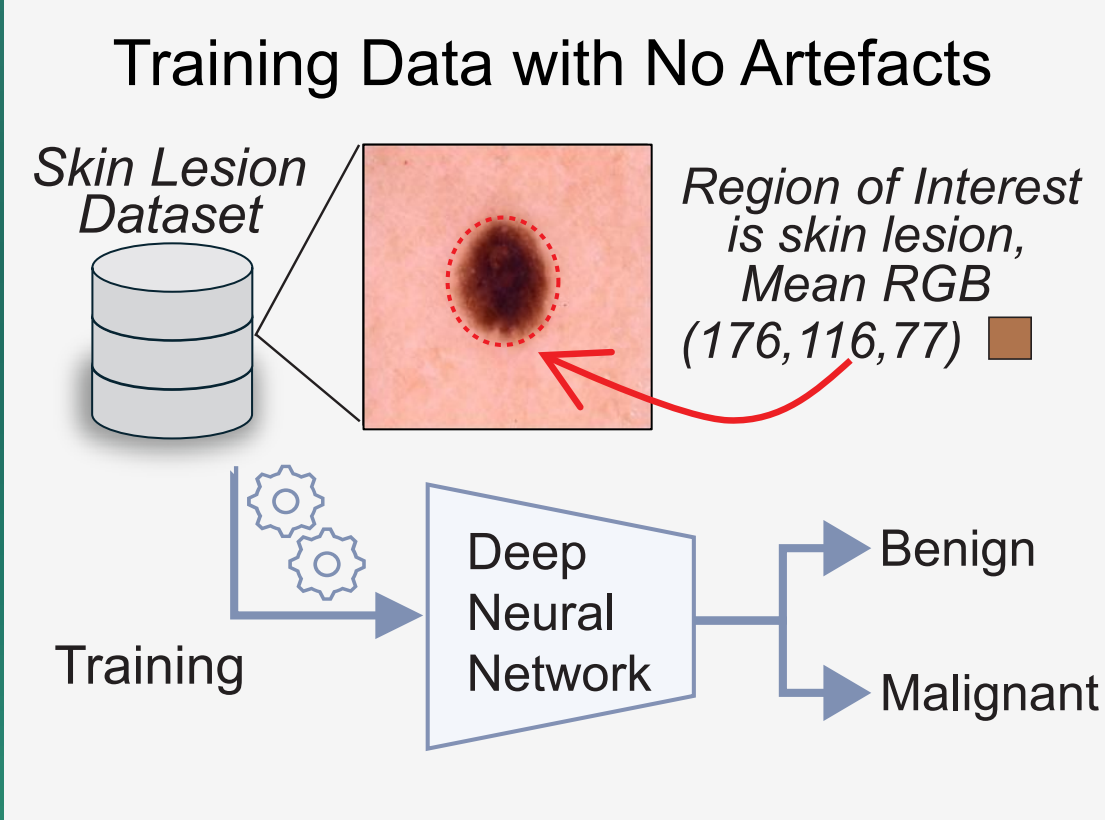 Training Data with No Artefacts
Skin Lesion
Dataset
Region of Interest
is skin lesion,
Mean RGB
(176,116,77)
Deep
Neural
Network
Training
Benign
Malignant